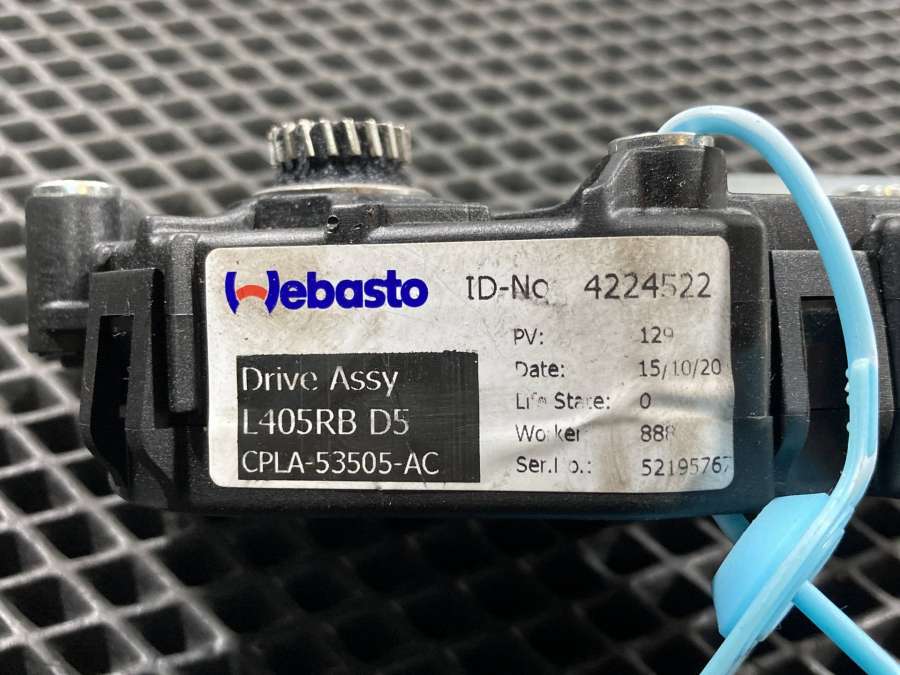 Webasto
ID-No 4224522
Drive Assy
L405RB D5
CPLA-53505-AC
PV: 129
Date: 15/10/20
Life State: 0
Worker 888
Ser.No.: 52195767